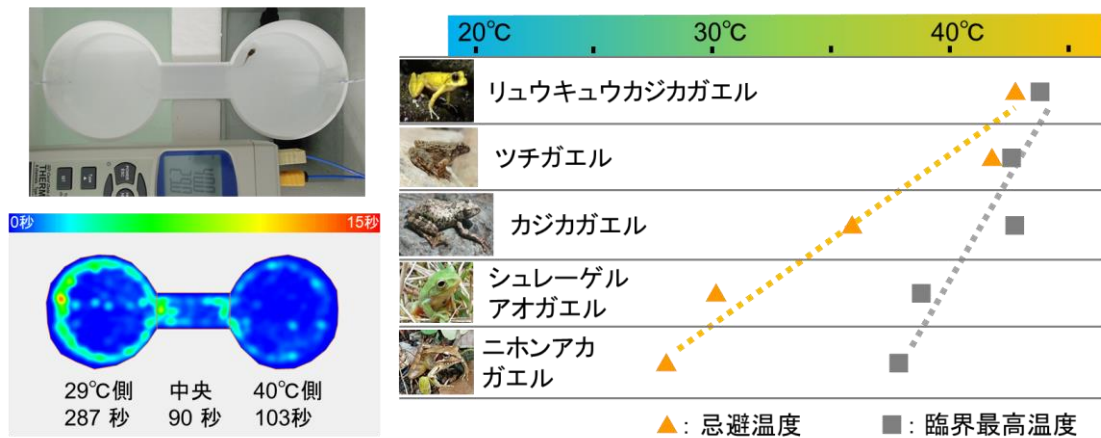 THERM
0秒
15秒
29℃側
中央
40℃側
287 秒
90 秒
103秒
20℃
30℃
40℃
リュウキュウカジカガエル
ツチガエル
カジカガエル
シュレーゲル
アオガエル
ニホンアカ
ガエル
▲: 忌避温度
■: 臨界最高温度